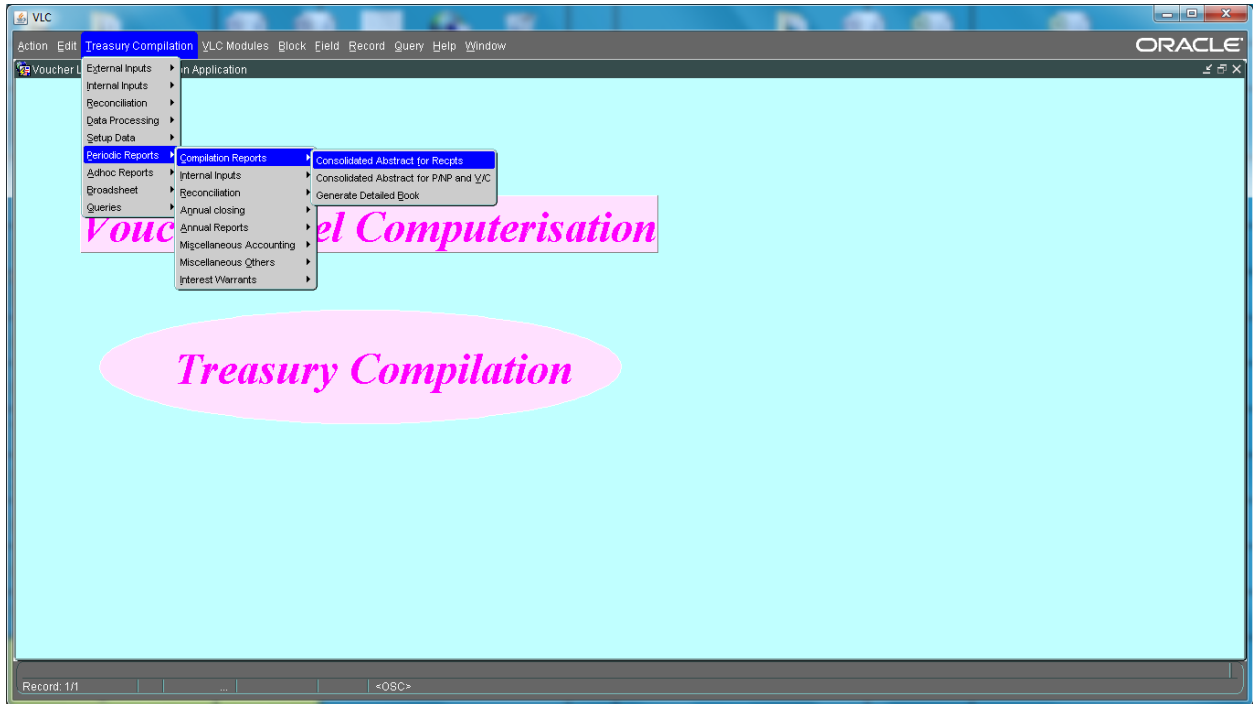 VLC
Action Edit Treasury Compilation VLC Modules Block Field Record Query Help Window
ORACLE
Voucher L
n Application
External Inputs
Internal Inputs
Reconciliation
Data Processing
Setup Data
Periodic Reports
Adhoc Reports
Broadsheet
Queries
Compilation Reports
Internal Inputs
Reconciliation
Annual closing
Annual Reports
Miscellaneous Accounting
Miscellaneous Others
Interest Warrants
Consolidated Abstract for Recpts
Consolidated Abstract for P/NP and V/C
Generate Detailed Book
Vouc el Computerisation
Treasury Compilation
Record: 1/1 ... <OSC>